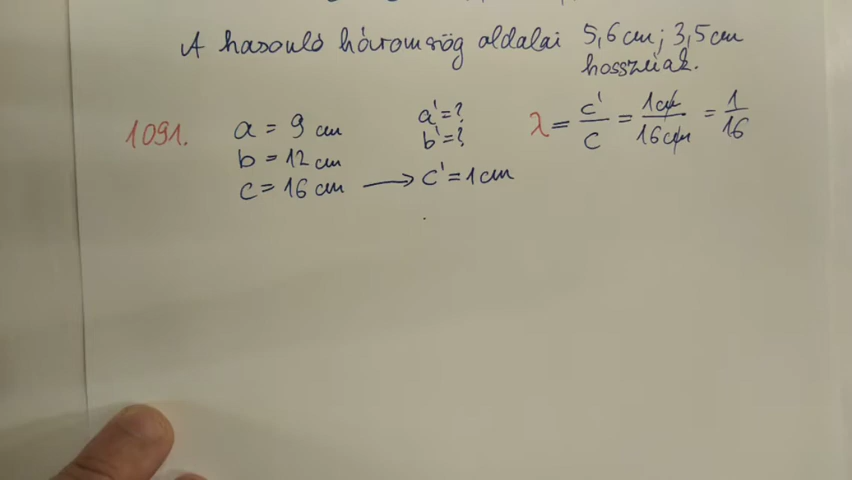 A hasonló háromszög oldalai 5,6 cm; 3,5 cm
hosszúak.
1091. a = 9 cm a' = ? λ = c'/c = 1cm/16cm = 1/16
b = 12 cm b' = ?
c = 16 cm → c' = 1 cm